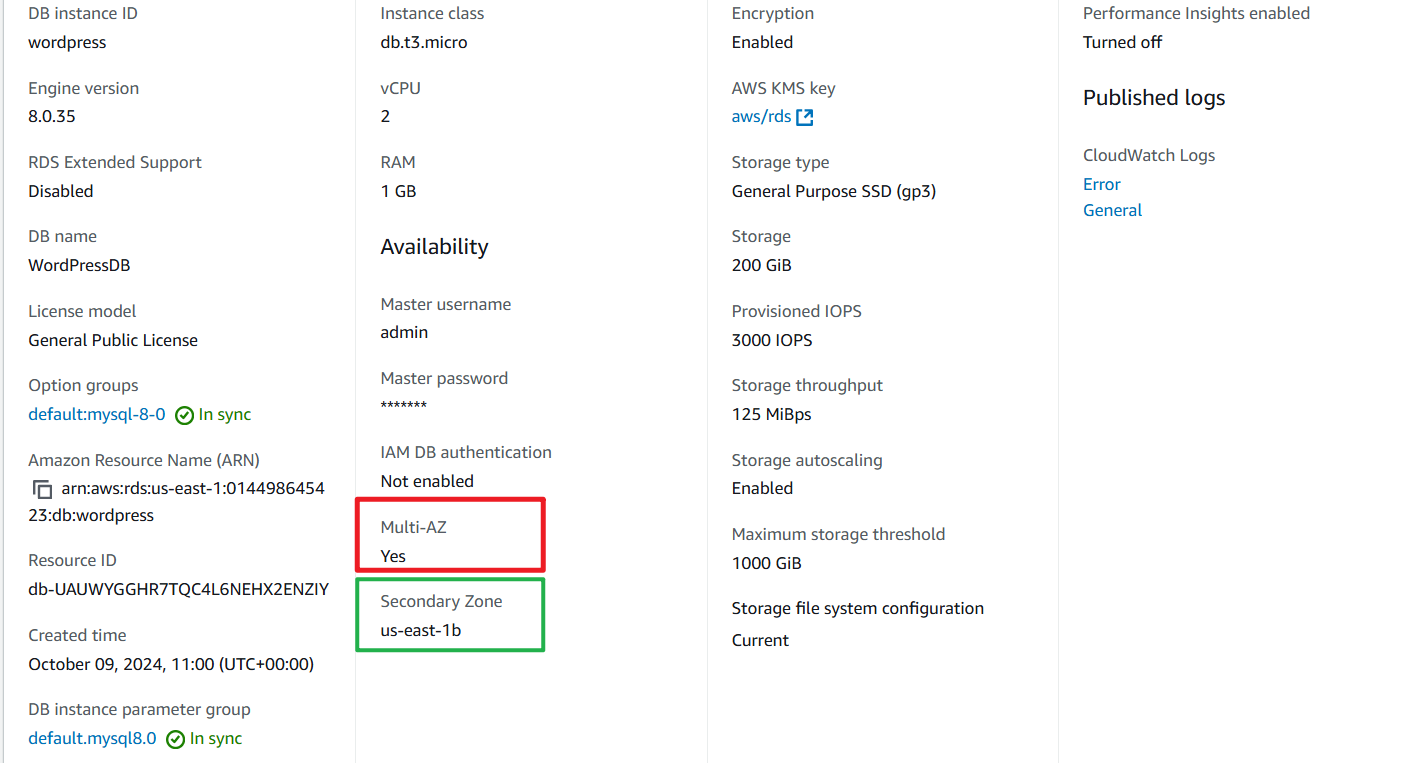 DB instance ID
wordpress
Engine version
8.0.35
RDS Extended Support
Disabled
DB name
WordPressDB
License model
General Public License
Option groups
default:mysql-8-0 In sync
Amazon Resource Name (ARN)
arn:aws:rds:us-east-1:0144986454
23:db:wordpress
Resource ID
db-UAUWYGGHR7TQC4L6NEHX2ENZIY
Created time
October 09, 2024, 11:00 (UTC+00:00)
DB instance parameter group
default.mysql8.0 In sync
Instance class
db.t3.micro
vCPU
2
RAM
1 GB
Availability
Master username
admin
Master password
*******
IAM DB authentication
Not enabled
Multi-AZ
Yes
Secondary Zone
us-east-1b
Encryption
Enabled
AWS KMS key
aws/rds
Storage type
General Purpose SSD (gp3)
Storage
200 GiB
Provisioned IOPS
3000 IOPS
Storage throughput
125 MiBps
Storage autoscaling
Enabled
Maximum storage threshold
1000 GiB
Storage file system configuration
Current
Performance Insights enabled
Turned off
Published logs
CloudWatch Logs
Error
General